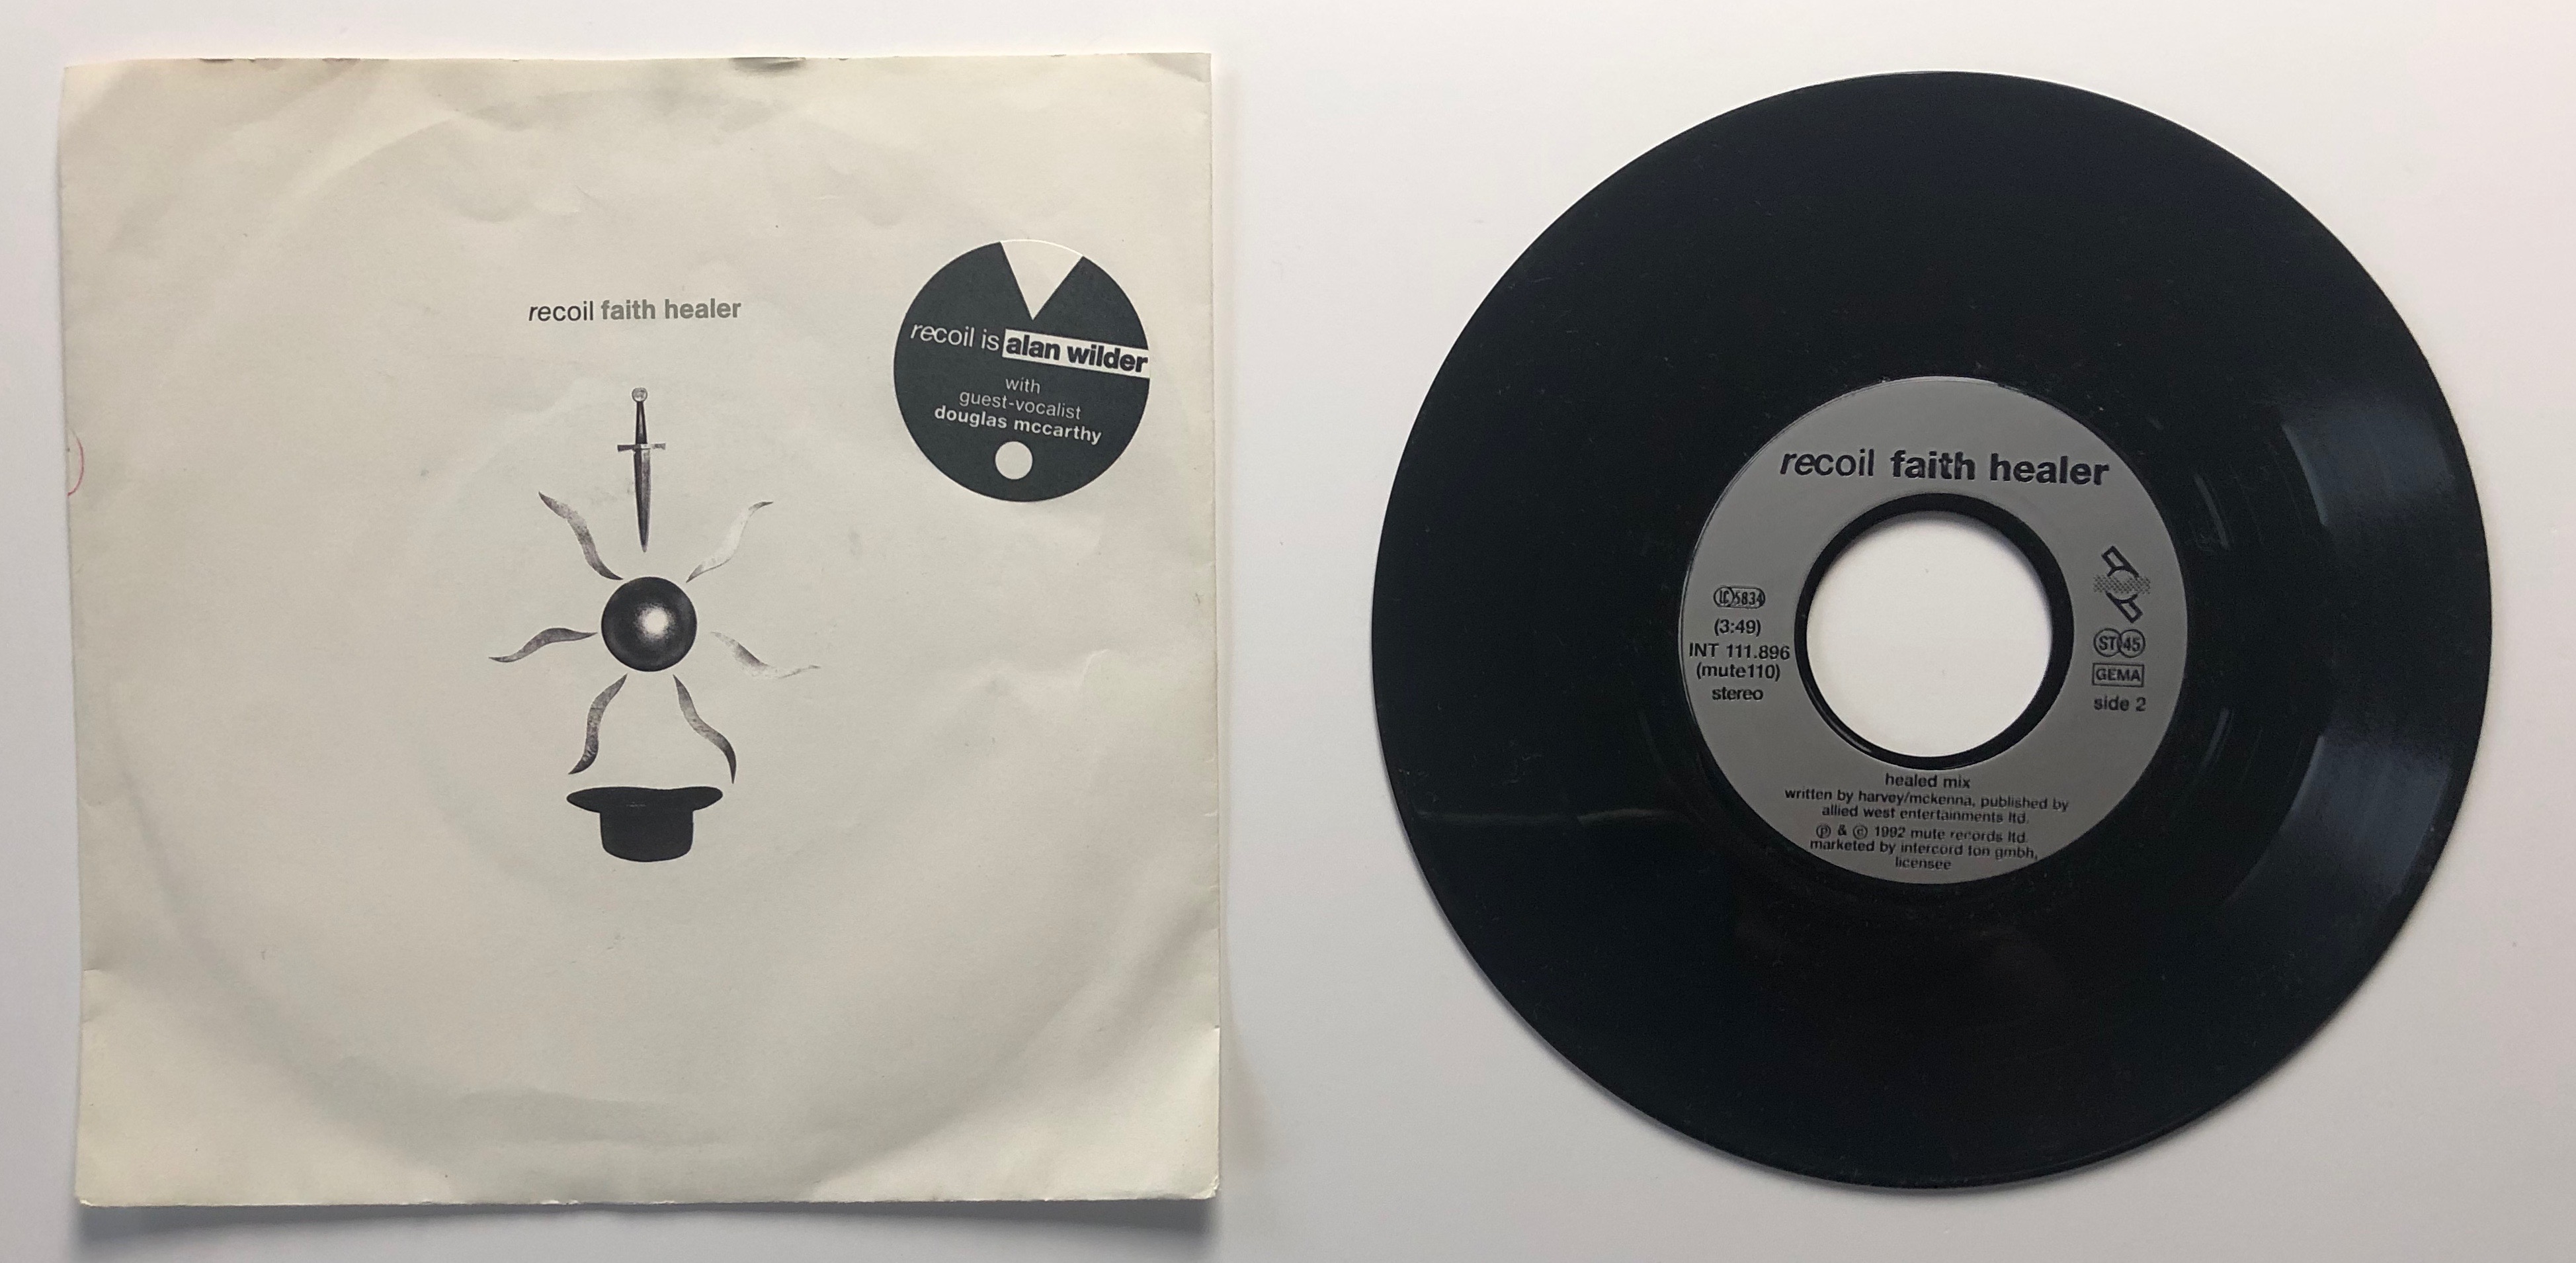 recoil faith healer
recoil is alan wilder
with
guest-vocalist
douglas mccarthy
recoil faith healer
LC 5834
(3:49)
INT 111.896
(mute110)
stereo
ST 45
GEMA
side 2
healed mix
written by harvey/mckenna, published by
allied west entertainments ltd.
℗ & © 1992 mute records ltd.
marketed by intercord ton gmbh,
licensee